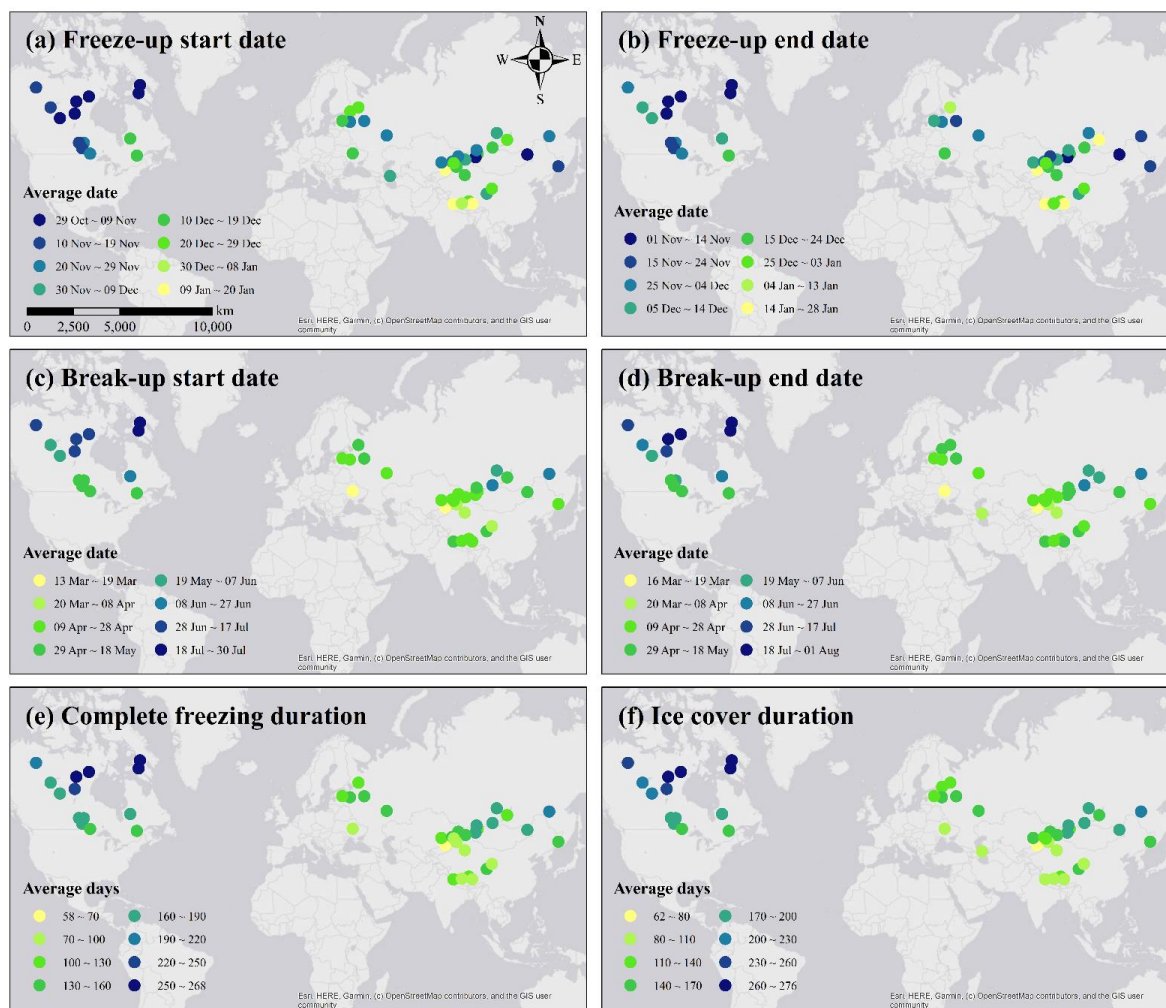 (a) Freeze-up start date
N
W E
S
Average date
29 Oct ~ 09 Nov 10 Dec ~ 19 Dec
10 Nov ~ 19 Nov 20 Dec ~ 29 Dec
20 Nov ~ 29 Nov 30 Dec ~ 08 Jan
30 Nov ~ 09 Dec 09 Jan ~ 20 Jan
km
0 2,500 5,000 10,000
Esri, HERE, Garmin, (c) OpenStreetMap contributors, and the GIS user
community
(b) Freeze-up end date
Average date
01 Nov ~ 14 Nov 15 Dec ~ 24 Dec
15 Nov ~ 24 Nov 25 Dec ~ 03 Jan
25 Nov ~ 04 Dec 04 Jan ~ 13 Jan
05 Dec ~ 14 Dec 14 Jan ~ 28 Jan
Esri, HERE, Garmin, (c) OpenStreetMap contributors, and the GIS user
community
(c) Break-up start date
Average date
13 Mar ~ 19 Mar 19 May ~ 07 Jun
20 Mar ~ 08 Apr 08 Jun ~ 27 Jun
09 Apr ~ 28 Apr 28 Jun ~ 17 Jul
29 Apr ~ 18 May 18 Jul ~ 30 Jul
Esri, HERE, Garmin, (c) OpenStreetMap contributors, and the GIS user
community
(d) Break-up end date
Average date
16 Mar ~ 19 Mar 19 May ~ 07 Jun
20 Mar ~ 08 Apr 08 Jun ~ 27 Jun
09 Apr ~ 28 Apr 28 Jun ~ 17 Jul
29 Apr ~ 18 May 18 Jul ~ 01 Aug
Esri, HERE, Garmin, (c) OpenStreetMap contributors, and the GIS user
community
(e) Complete freezing duration
Average days
58 ~ 70 160 ~ 190
70 ~ 100 190 ~ 220
100 ~ 130 220 ~ 250
130 ~ 160 250 ~ 268
Esri, HERE, Garmin, (c) OpenStreetMap contributors, and the GIS user
community
(f) Ice cover duration
Average days
62 ~ 80 170 ~ 200
80 ~ 110 200 ~ 230
110 ~ 140 230 ~ 260
140 ~ 170 260 ~ 276
Esri, HERE, Garmin, (c) OpenStreetMap contributors, and the GIS user
community